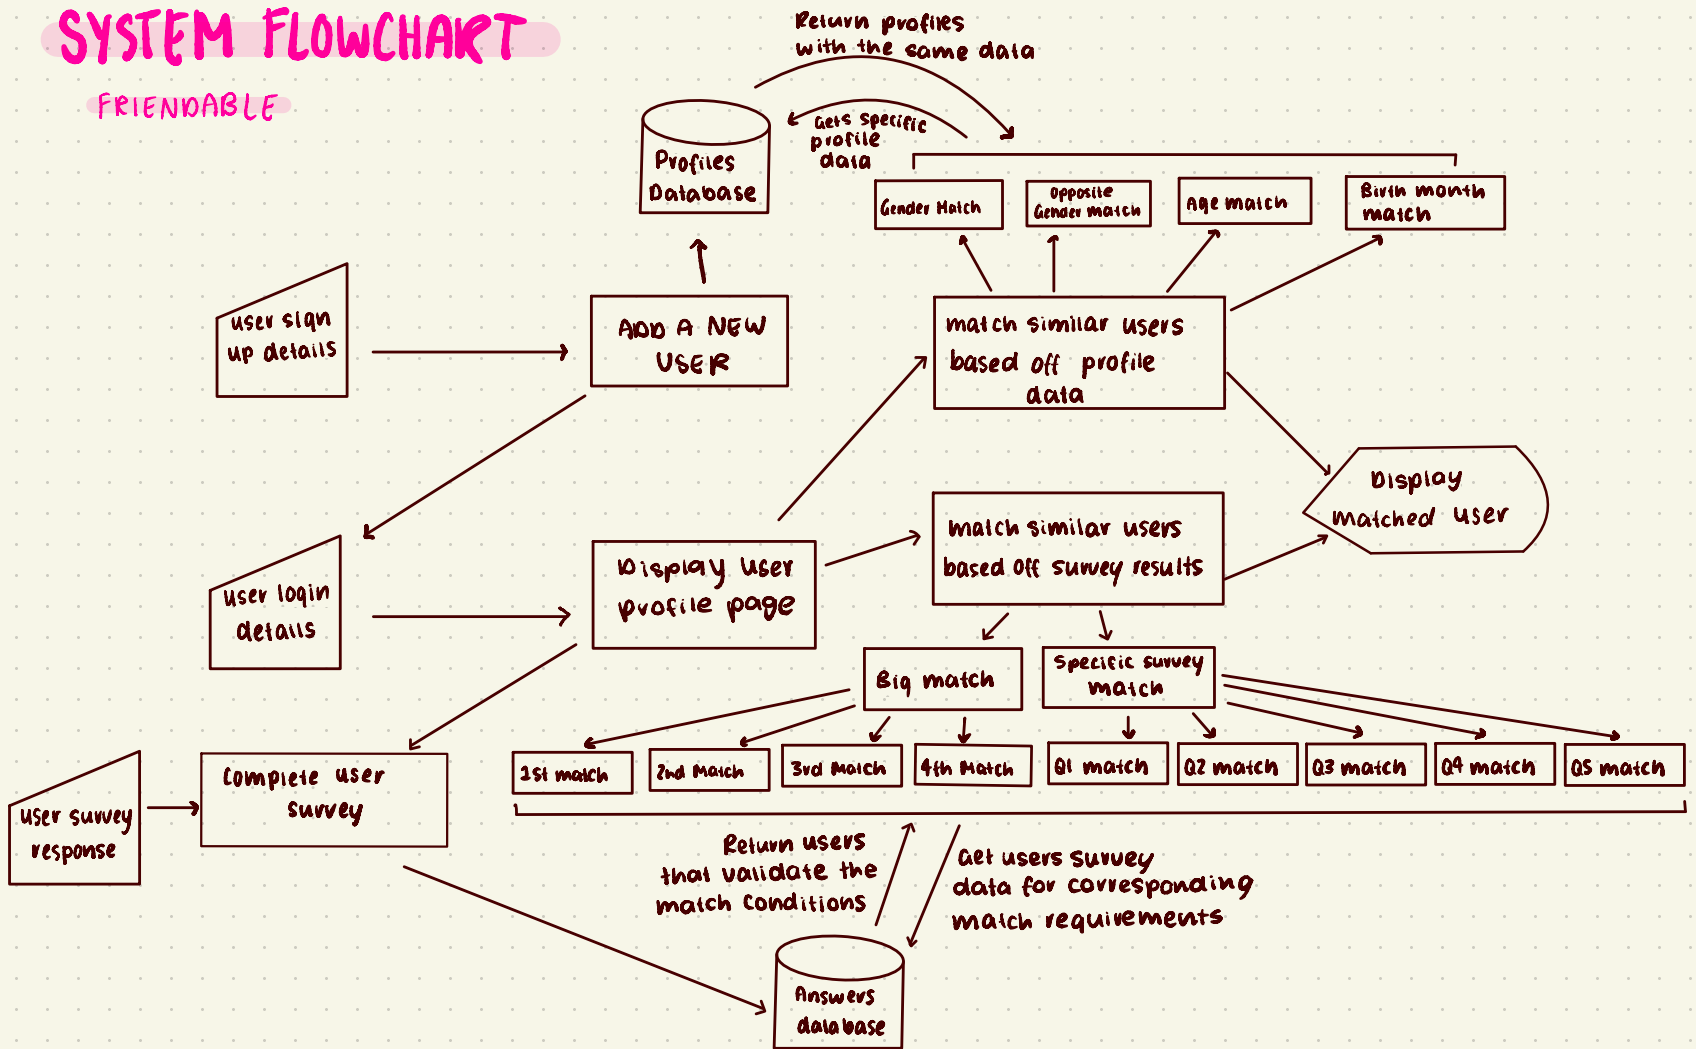 SYSTEM FLOWCHART
FRIENDABLE
Return profiles
with the same data
Gets specific
profile
data
Profiles
Database
Gender Match
Opposite
Gender match
Age match
Birth month
match
user sign
up details
ADD A NEW
USER
match similar users
based off profile
data
Display
matched user
user login
details
Display user
profile page
match similar users
based off survey results
Big match
Specific survey
match
1st match
2nd Match
3rd Match
4th Match
Q1 match
Q2 match
Q3 match
Q4 match
Q5 match
user survey
response
Complete user
survey
Return users
that validate the
match conditions
Get users survey
data for corresponding
match requirements
Answers
database